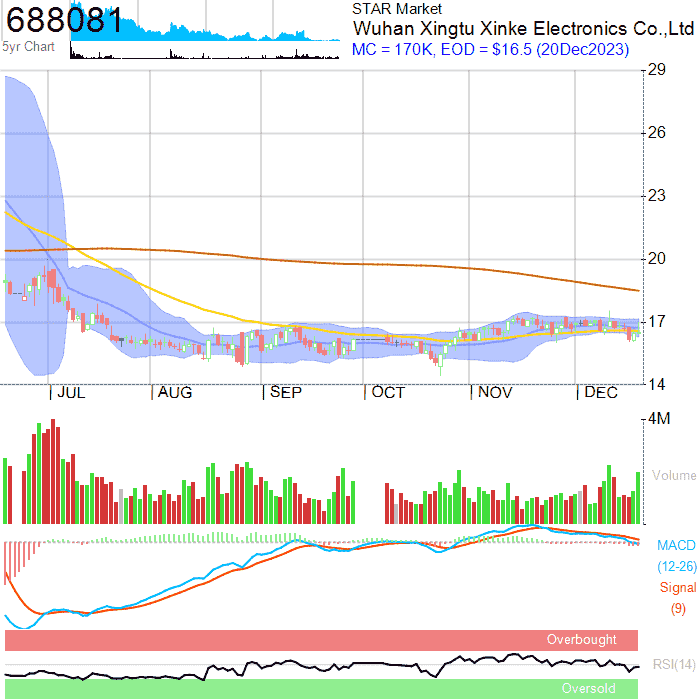 688081
STAR Market
Wuhan Xingtu Xinke Electronics Co.,Ltd
5yr Chart
MC = 170K, EOD = $16.5 (20Dec2023)
29
26
23
20
17
14
JUL AUG SEP OCT NOV DEC
4M
Volume
MACD
(12-26)
Signal
(9)
Overbought
RSI(14)
Oversold